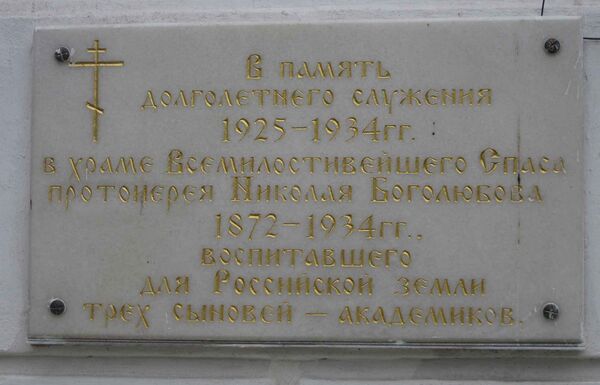 В память
долголетнего служения
1925–1934гг.
в храме Всемилостивейшего Спаса
протоиерея Николая Боголюбова
1872–1934гг.,
воспитавшего
для Российской земли
трех сыновей – академиков.